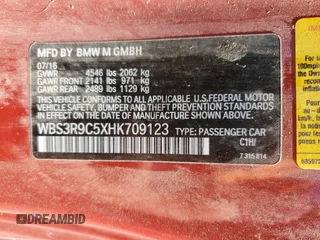 MFD BY BMW M GMBH
07/16
GVWR 4546 lbs 2062 kg
GAWR FRONT 2141 lbs 971 kg
GAWR REAR 2489 lbs 1129 kg
THIS VEHICLE CONFORMS TO ALL APPLICABLE
U.S. FEDERAL MOTOR VEHICLE
SAFETY, BUMPER AND THEFT PREVENTION STANDARDS
IN EFFECT ON THE DATE OF MANUFACTURE SHOWN ABOVE.
WBS3R9C5XHK709123 TYPE: PASSENGER CAR
C1H/
7 315 814
DREAMBID